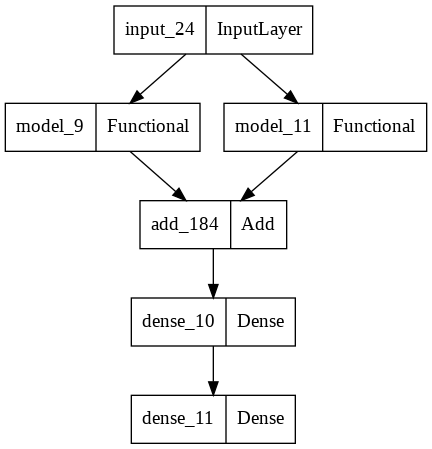 input_24 InputLayer
model_9 Functional model_11 Functional
add_184 Add
dense_10 Dense
dense_11 Dense